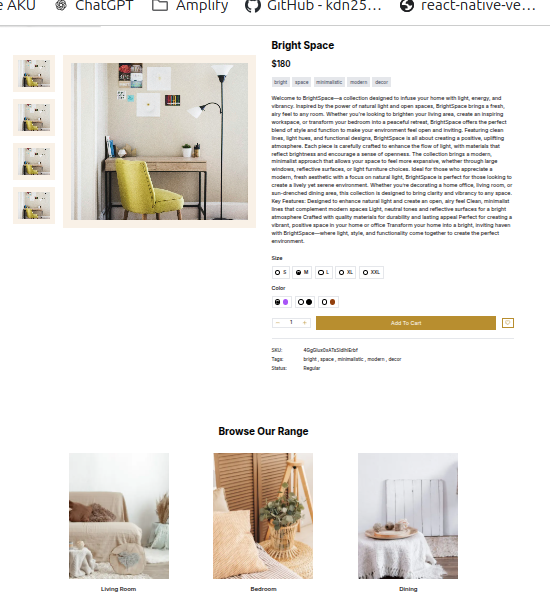 e AKU ChatGPT Amplify GitHub - kdn25... react-native-ve...
Bright Space
$180
bright space minimalistic modern decor
Welcome to BrightSpace—a collection designed to infuse your home with light, energy, and
vibrancy. Inspired by the power of natural light and open spaces, BrightSpace brings a fresh,
airy feel to any room. Whether you're looking to brighten your living area, create an inspiring
workspace, or transform your bedroom into a peaceful retreat, BrightSpace offers the perfect
blend of style and function to make your environment feel open and inviting. Featuring clean
lines, light hues, and functional designs, BrightSpace is all about creating a positive, uplifting
atmosphere. Each piece is carefully crafted to enhance the flow of light, with materials that
reflect brightness and encourage a sense of openness. The collection brings a modern,
minimalist approach that allows your space to feel more expansive, whether through large
windows, reflective surfaces, or light furniture choices. Ideal for those who appreciate a
modern, fresh aesthetic with a focus on natural light, BrightSpace is perfect for those looking to
create a lively yet serene environment. Whether you're decorating a home office, living room, or
sun-drenched dining area, this collection is designed to bring clarity and vibrancy to any space.
Key Features: Designed to enhance natural light and create an open, airy feel Clean, minimalist
lines that complement modern spaces Light, neutral tones and reflective surfaces for a bright
atmosphere Crafted with quality materials for durability and lasting appeal Perfect for creating a
vibrant, positive space in your home or office Transform your home into a bright, inviting haven
with BrightSpace—where light, style, and functionality come together to create the perfect
environment.
Size
S M L XL XXL
Color
− 1 + Add To Cart
SKU:
Tags: bright , space , minimalistic , modern , decor
Status: Regular
Browse Our Range
Living Room Bedroom Dining